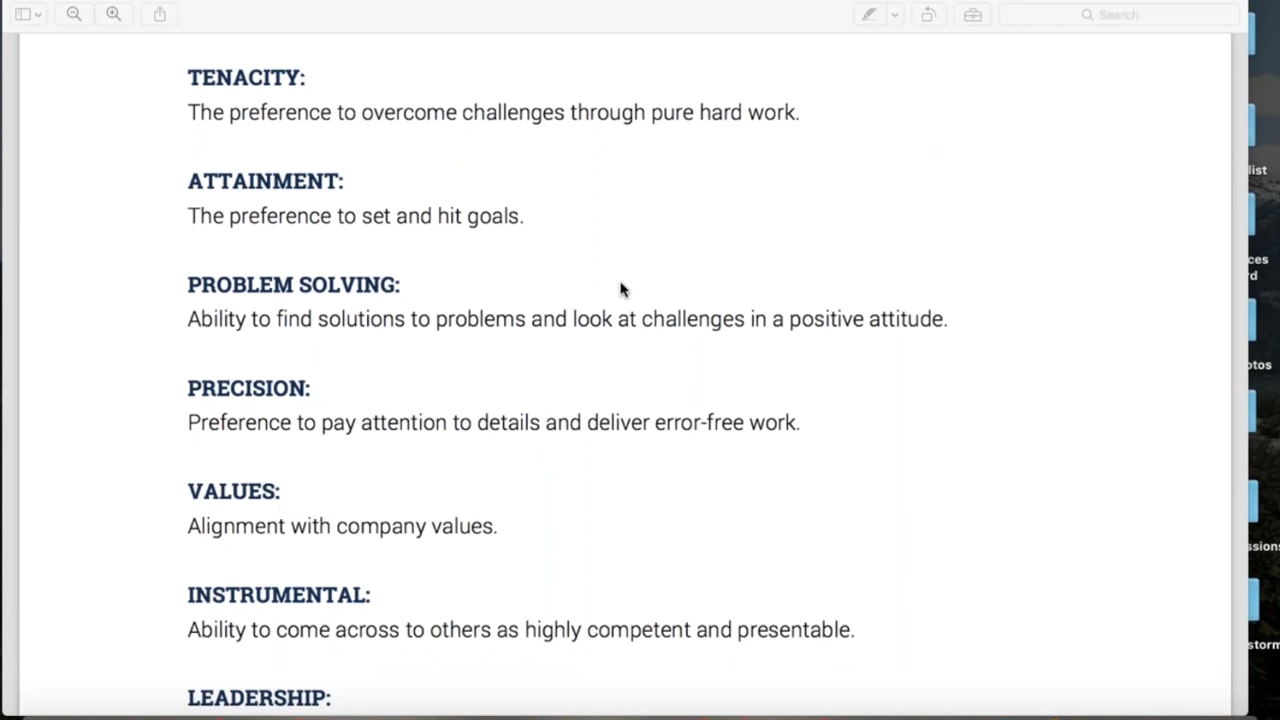 Search
TENACITY:
The preference to overcome challenges through pure hard work.
ATTAINMENT:
The preference to set and hit goals.
PROBLEM SOLVING:
Ability to find solutions to problems and look at challenges in a positive attitude.
PRECISION:
Preference to pay attention to details and deliver error-free work.
VALUES:
Alignment with company values.
INSTRUMENTAL:
Ability to come across to others as highly competent and presentable.
LEADERSHIP:
list